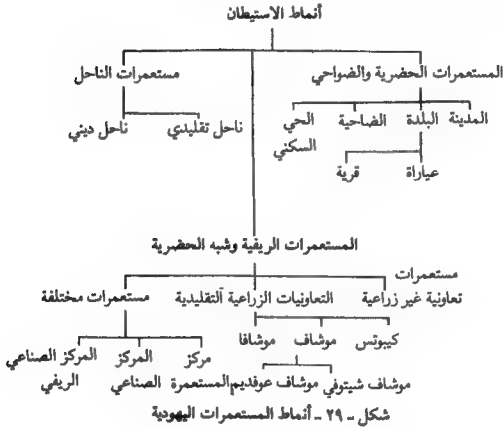 أنماط الاستيطان
المستعمرات الحضرية والضواحي
مستعمرات الناحل
المدينة البلدة الضاحية الحي
السكني
ناحل تقليدي ناحل ديني
عياراة قرية
المستعمرات الريفية وشبه الحضرية
مستعمرات
تعاونية غير زراعية التعاونيات الزراعية التقليدية مستعمرات مختلفة
كيبوتس موشاف موشافا
مركز المركز المركز الصناعي
موشاف شيتوفي موشاف عوفديم المستعمرة الصناعي الريفي
شكل - ٢٩ - أنماط المستعمرات اليهودية